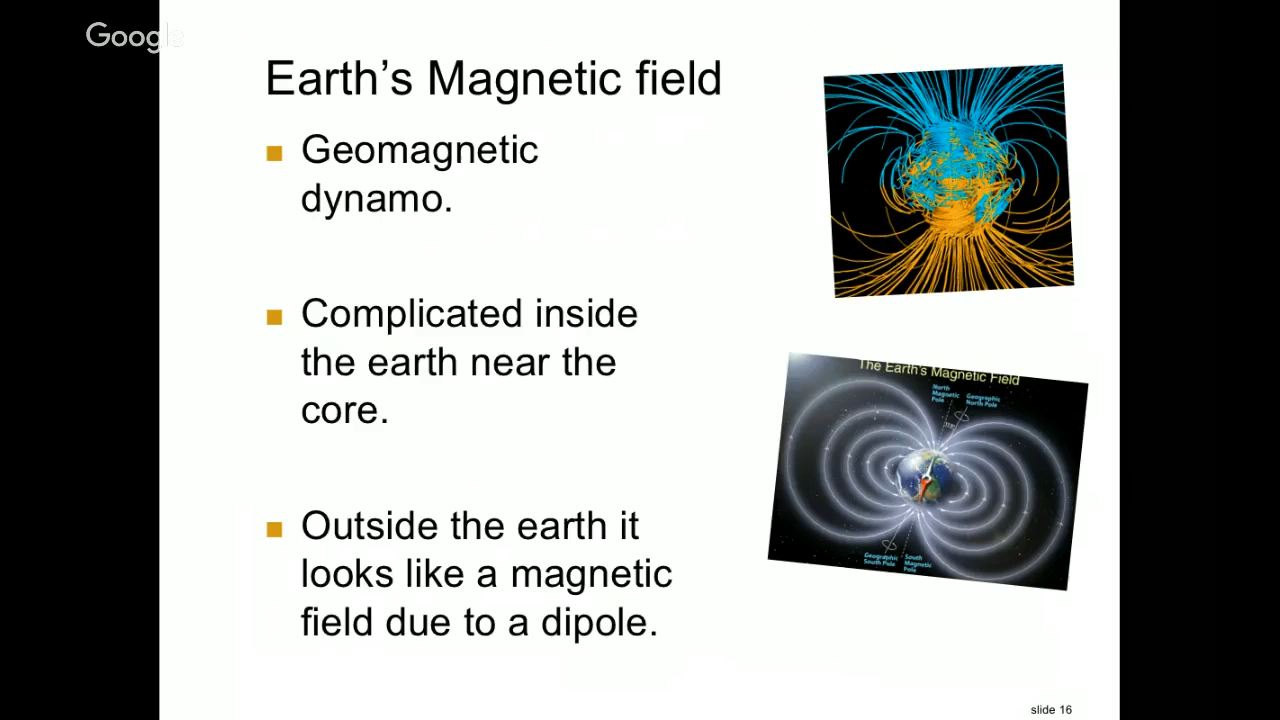 Google
Earth's Magnetic field
Geomagnetic
dynamo.
Complicated inside
the earth near the
core.
Outside the earth it
looks like a magnetic
field due to a dipole.
The Earth's Magnetic Field
North
Magnetic
Pole
Geographic
North Pole
Geographic
South Pole
South
Magnetic
Pole
slide 16